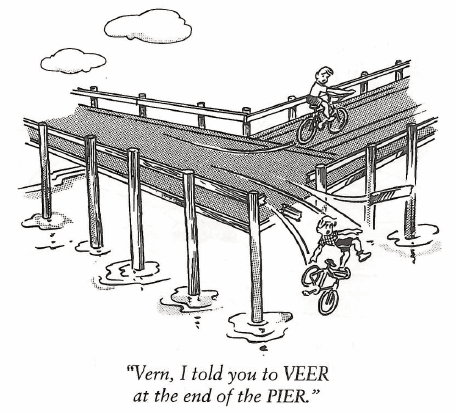 "Vern, I told you to VEER
at the end of the PIER."